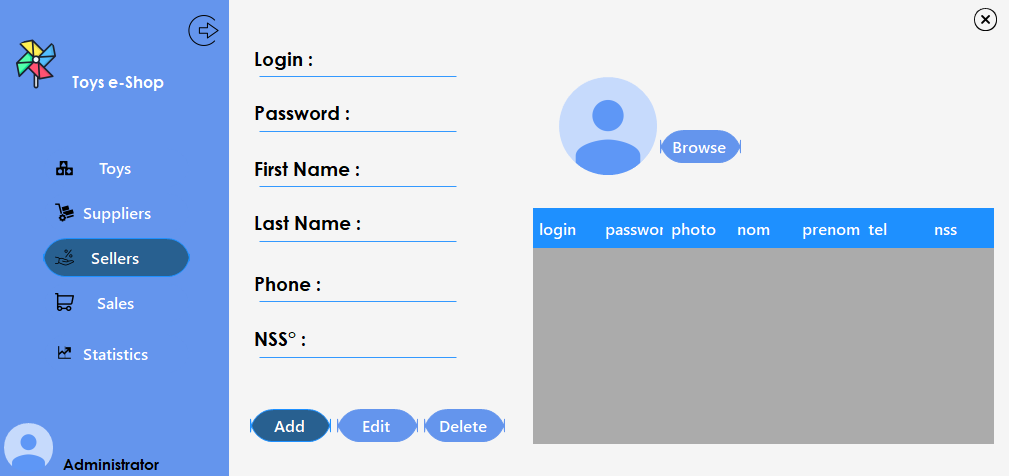 Toys e-Shop
Toys
Suppliers
Sellers
Sales
Statistics
Administrator
Login :
Password :
First Name :
Last Name :
Phone :
NSS° :
Add Edit Delete
Browse
login passwor photo nom prenom tel nss